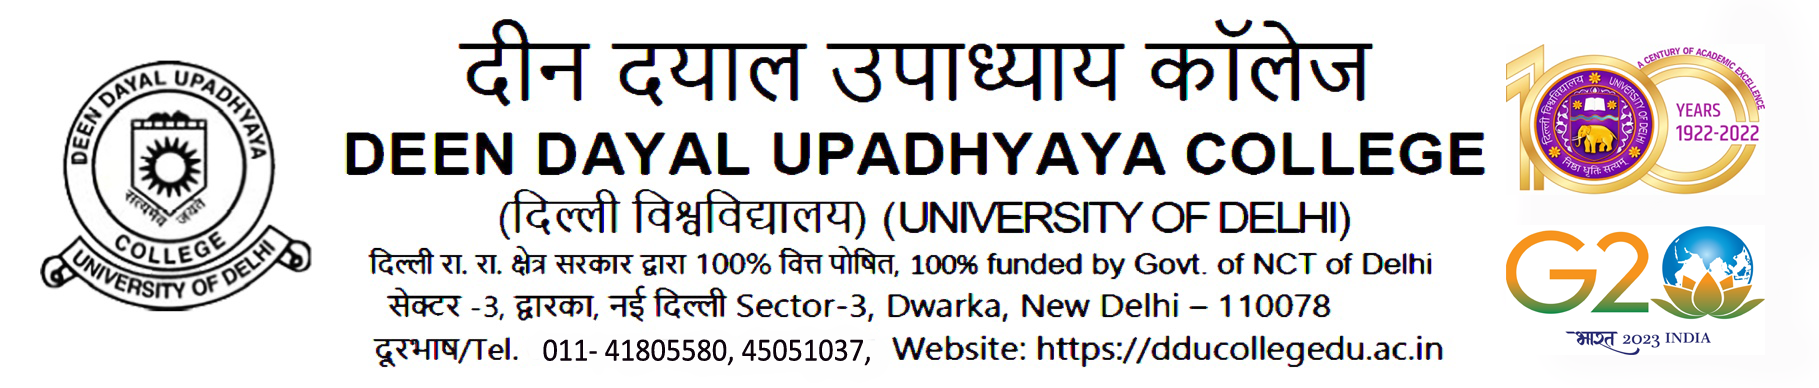 DEEN DAYAL UPADHYAYA
COLLEGE
सत्यमेव जयते
UNIVERSITY OF DELHI
दीन दयाल उपाध्याय कॉलेज
DEEN DAYAL UPADHYAYA COLLEGE
(दिल्ली विश्वविद्यालय) (UNIVERSITY OF DELHI)
दिल्ली रा. रा. क्षेत्र सरकार द्वारा 100% वित्त पोषित, 100% funded by Govt. of NCT of Delhi
सेक्टर -3, द्वारका, नई दिल्ली Sector-3, Dwarka, New Delhi – 110078
दूरभाष/Tel. 011- 41805580, 45051037, Website: https://dducollegedu.ac.in
100
A CENTURY OF ACADEMIC EXCELLENCE
YEARS
1922-2022
दिल्ली विश्वविद्यालय
UNIVERSITY OF DELHI
निष्ठा धृतिः सत्यम्
G20
भारत 2023 INDIA